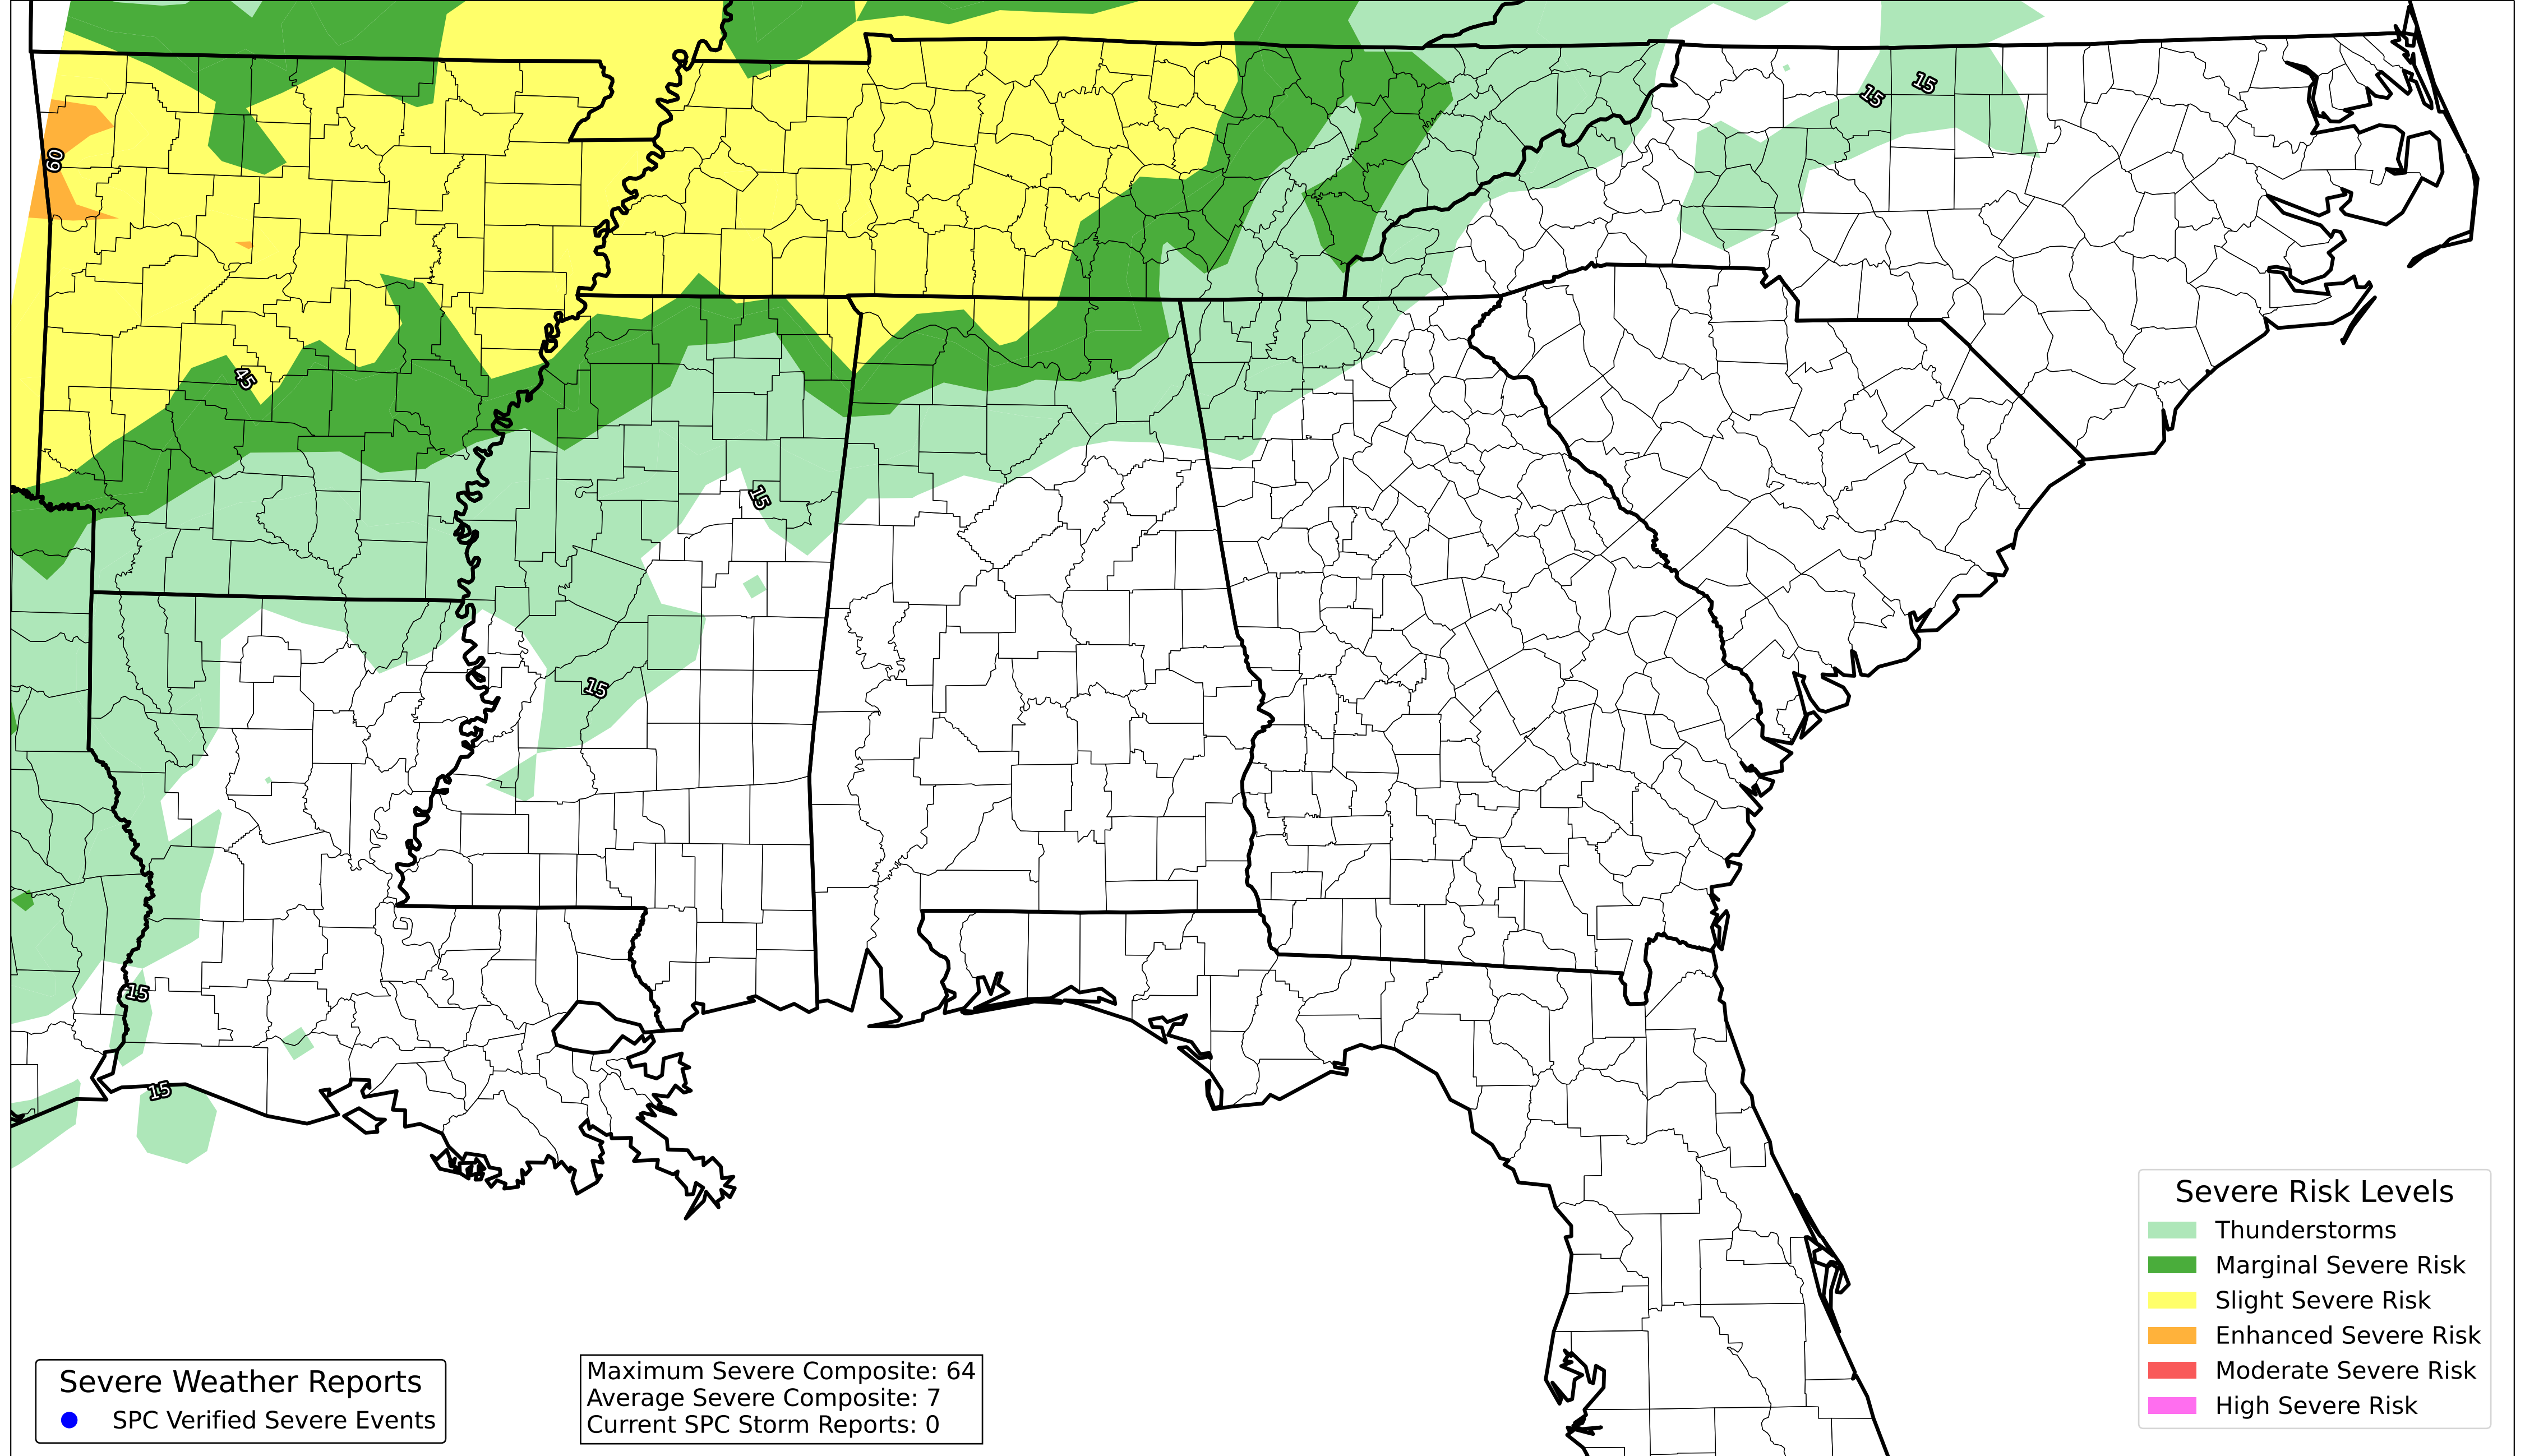 15
15
60
45
15
15
15
15
Severe Risk Levels
Thunderstorms
Marginal Severe Risk
Slight Severe Risk
Enhanced Severe Risk
Moderate Severe Risk
High Severe Risk
Severe Weather Reports
SPC Verified Severe Events
Maximum Severe Composite: 64
Average Severe Composite: 7
Current SPC Storm Reports: 0